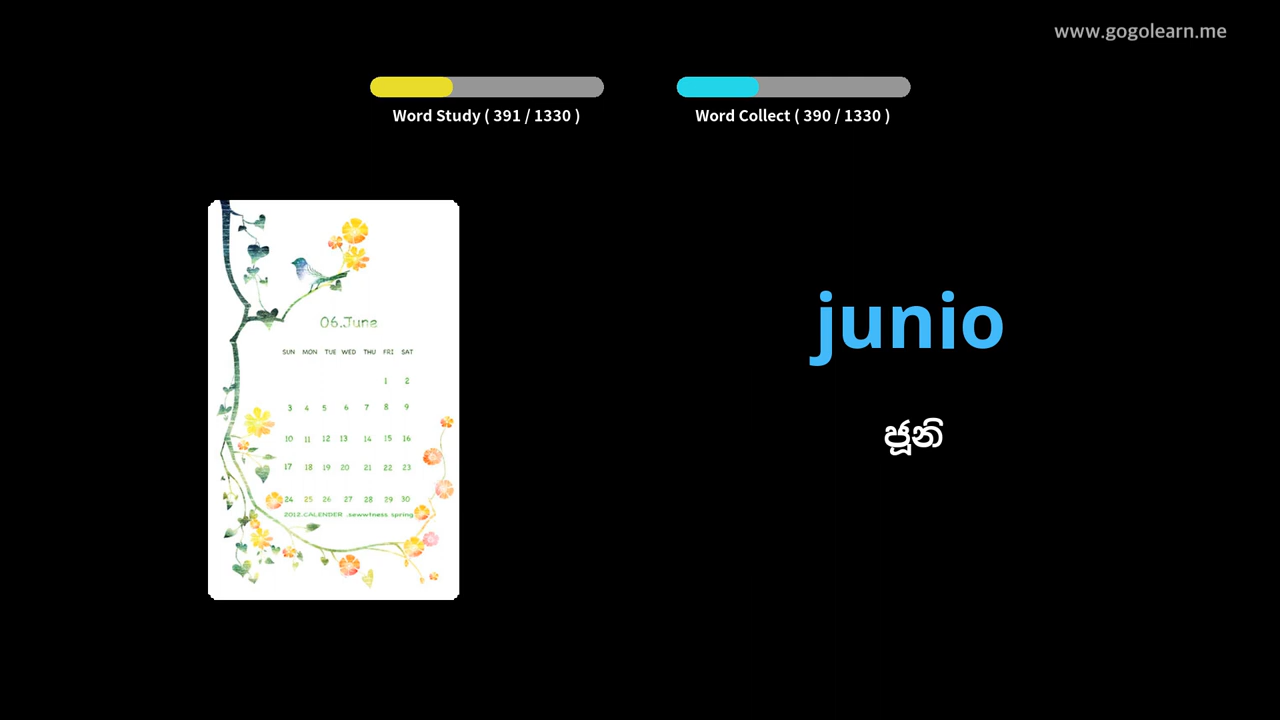 www.gogolearn.me
Word Study ( 391 / 1330 )
Word Collect ( 390 / 1330 )
06.June
SUN MON TUE WED THU FRI SAT
1 2
3 4 5 6 7 8 9
10 11 12 13 14 15 16
17 18 19 20 21 22 23
24 25 26 27 28 29 30
2012.CALENDER .sewwtness spring
junio
ජූනි